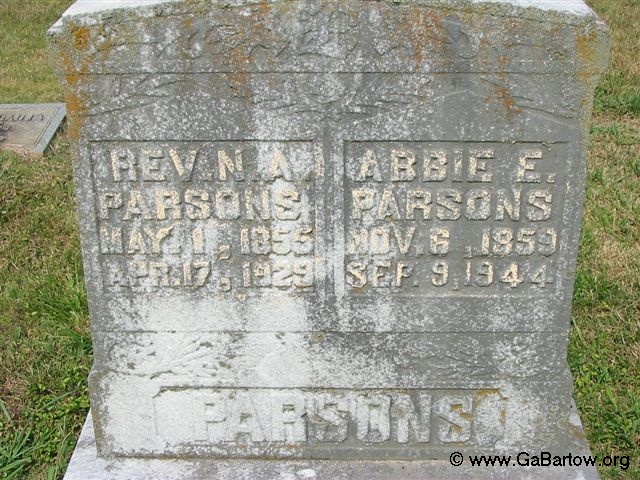 REV. N. A.
PARSONS
MAY. 1, 1855
APR. 17, 1929
ABBIE E.
PARSONS
NOV. 6, 1859
SEP. 9, 1944
PARSONS
© www.GaBartow.org